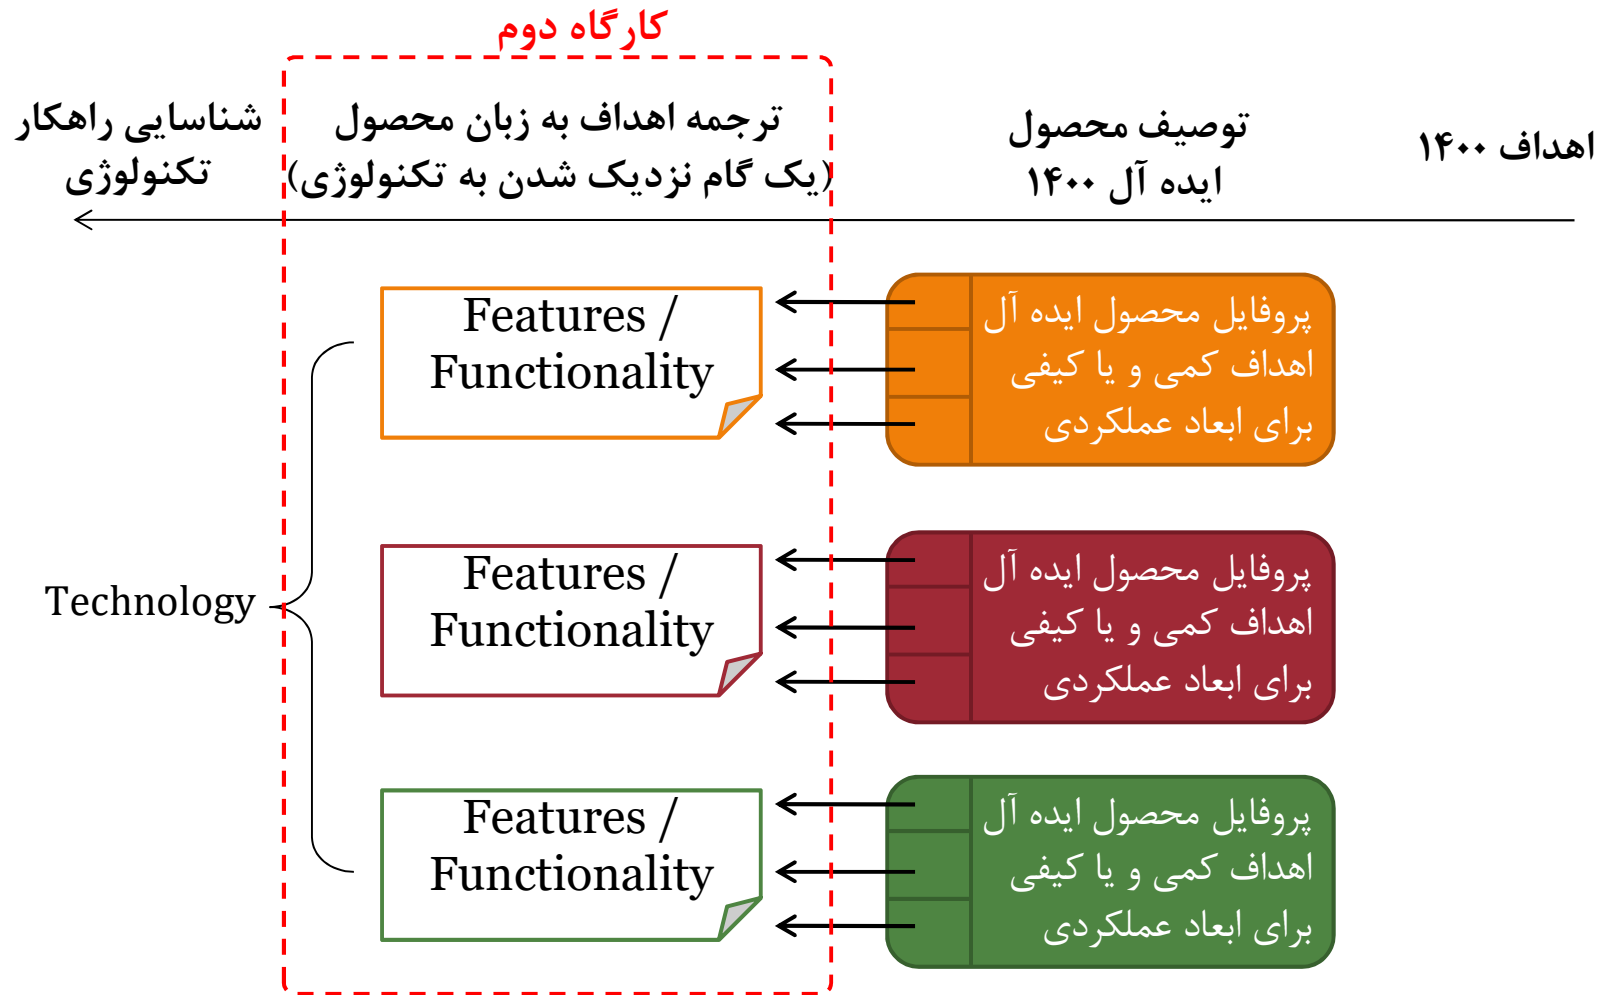 کارگاه دوم
اهداف ۱۴۰۰
توصیف محصول
ایده آل ۱۴۰۰
ترجمه اهداف به زبان محصول
(یک گام نزدیک شدن به تکنولوژی)
شناسایی راهکار
تکنولوژی
پروفایل محصول ایده آل
اهداف کمی و یا کیفی
برای ابعاد عملکردی
Features /
Functionality
پروفایل محصول ایده آل
اهداف کمی و یا کیفی
برای ابعاد عملکردی
Features /
Functionality
پروفایل محصول ایده آل
اهداف کمی و یا کیفی
برای ابعاد عملکردی
Features /
Functionality
Technology